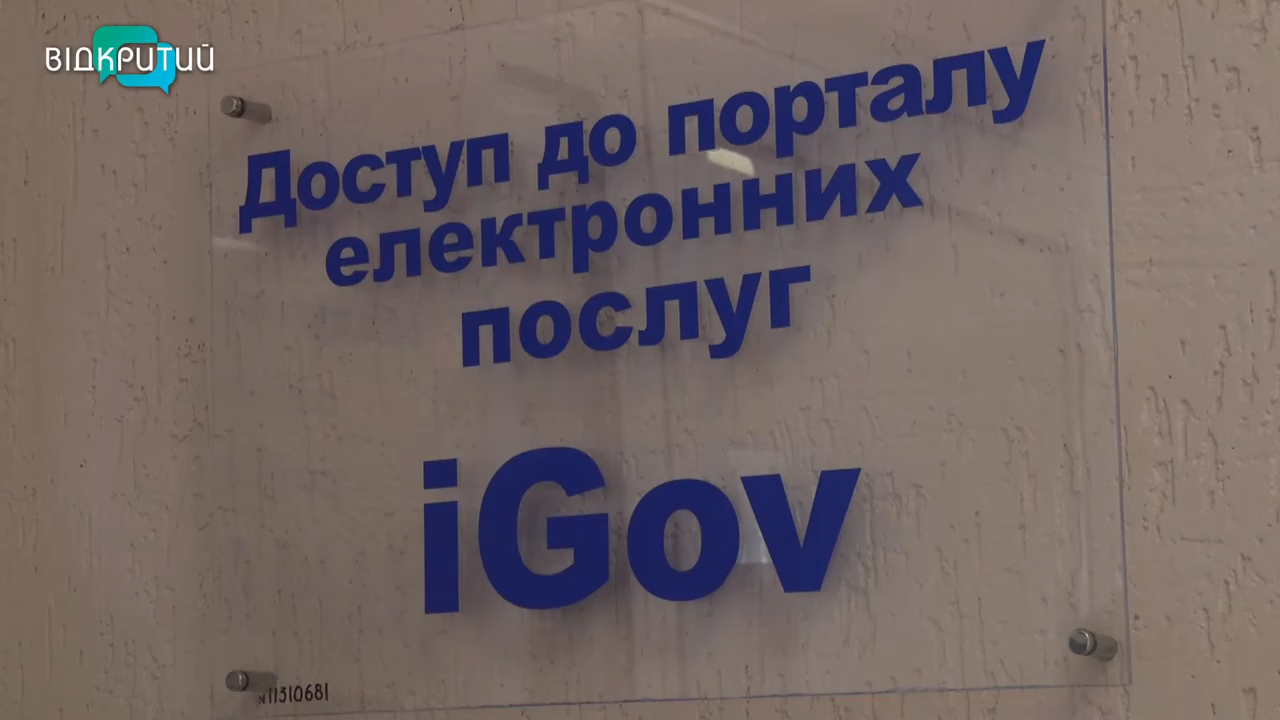 ВІДКРИТИЙ
Доступ до порталу
електронних
послуг
iGov
N11310681